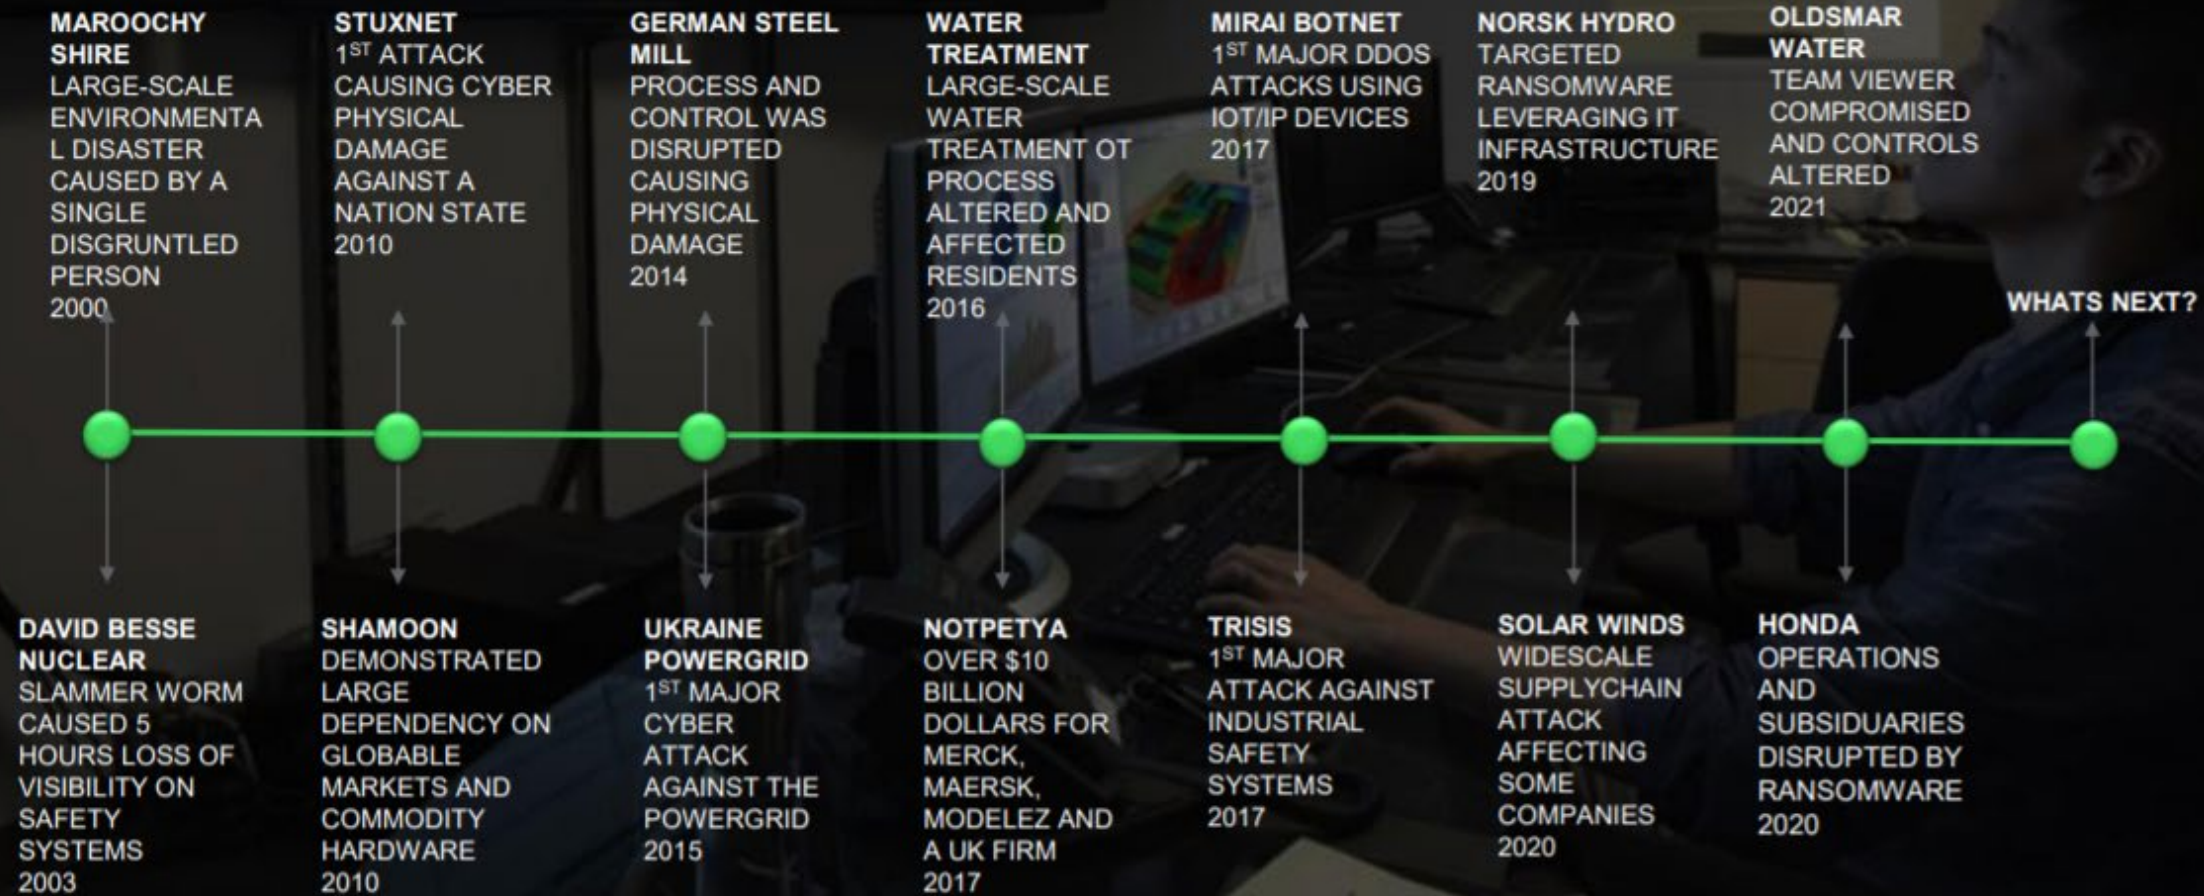 MAROOCHY
SHIRE
LARGE-SCALE
ENVIRONMENTA
L DISASTER
CAUSED BY A
SINGLE
DISGRUNTLED
PERSON
2000
STUXNET
1ST ATTACK
CAUSING CYBER
PHYSICAL
DAMAGE
AGAINST A
NATION STATE
2010
GERMAN STEEL
MILL
PROCESS AND
CONTROL WAS
DISRUPTED
CAUSING
PHYSICAL
DAMAGE
2014
WATER
TREATMENT
LARGE-SCALE
WATER
TREATMENT OT
PROCESS
ALTERED AND
AFFECTED
RESIDENTS
2016
MIRAI BOTNET
1ST MAJOR DDOS
ATTACKS USING
IOT/IP DEVICES
2017
NORSK HYDRO
TARGETED
RANSOMWARE
LEVERAGING IT
INFRASTRUCTURE
2019
OLDSMAR
WATER
TEAM VIEWER
COMPROMISED
AND CONTROLS
ALTERED
2021
WHATS NEXT?
DAVID BESSE
NUCLEAR
SLAMMER WORM
CAUSED 5
HOURS LOSS OF
VISIBILITY ON
SAFETY
SYSTEMS
2003
SHAMOON
DEMONSTRATED
LARGE
DEPENDENCY ON
GLOBABLE
MARKETS AND
COMMODITY
HARDWARE
2010
UKRAINE
POWERGRID
1ST MAJOR
CYBER
ATTACK
AGAINST THE
POWERGRID
2015
NOTPETYA
OVER $10
BILLION
DOLLARS FOR
MERCK,
MAERSK,
MODELEZ AND
A UK FIRM
2017
TRISIS
1ST MAJOR
ATTACK AGAINST
INDUSTRIAL
SAFETY
SYSTEMS
2017
SOLAR WINDS
WIDESCALE
SUPPLYCHAIN
ATTACK
AFFECTING
SOME
COMPANIES
2020
HONDA
OPERATIONS
AND
SUBSIDUARIES
DISRUPTED BY
RANSOMWARE
2020